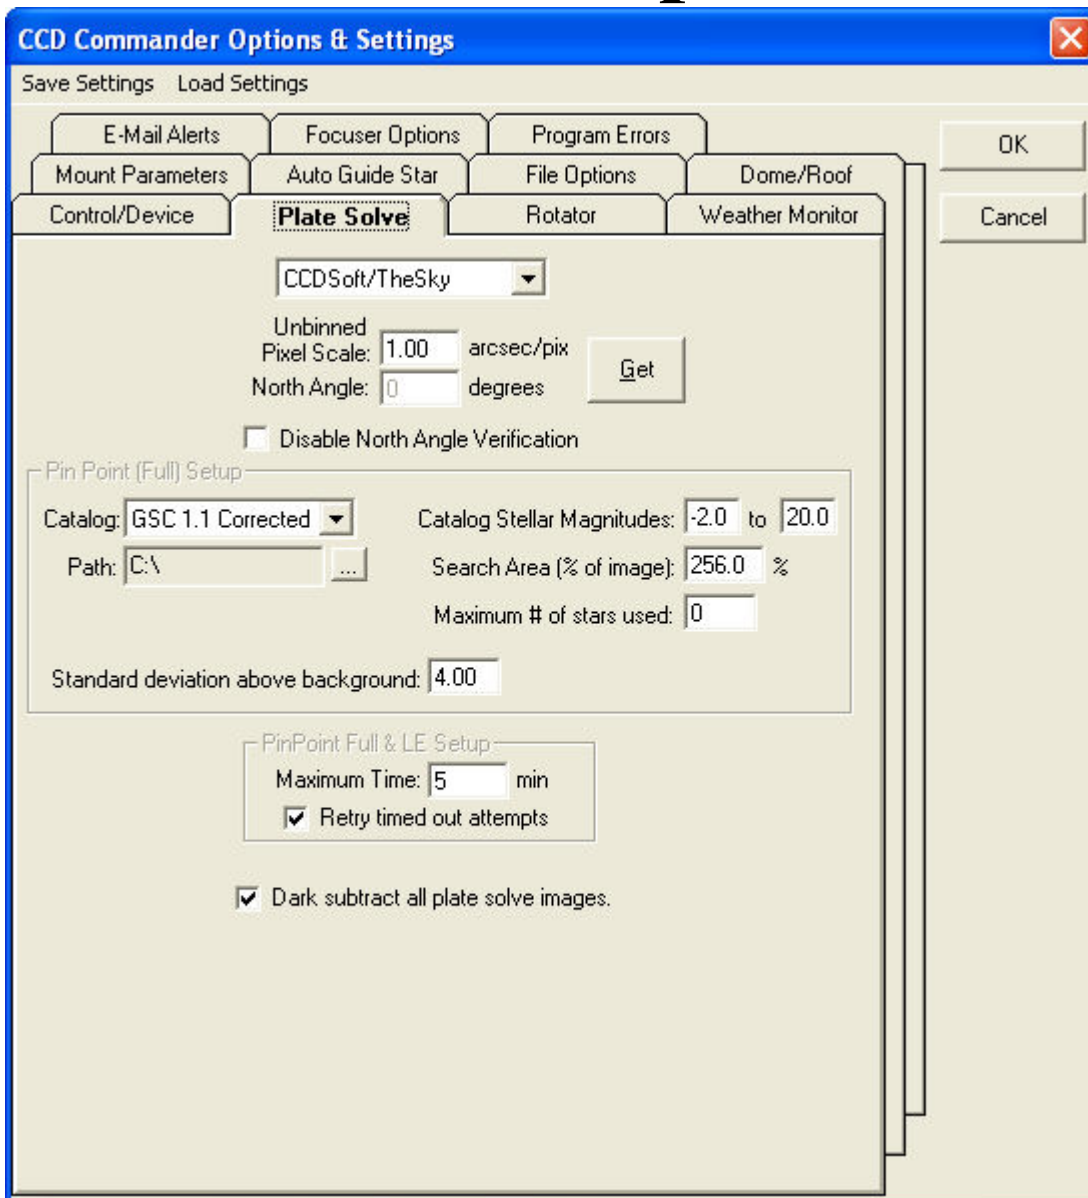 CCD Commander Options & Settings
Save Settings Load Settings
E-Mail Alerts Focuser Options Program Errors
OK
Mount Parameters Auto Guide Star File Options Dome/Roof
Control/Device Plate Solve Rotator Weather Monitor
Cancel
CCDSoft/TheSky
Unbinned
Pixel Scale: 1.00 arcsec/pix
Get
North Angle: 0 degrees
Disable North Angle Verification
Pin Point (Full) Setup
Catalog: GSC 1.1 Corrected Catalog Stellar Magnitudes: -2.0 to 20.0
Path: C:\ ... Search Area (% of image): 256.0 %
Maximum # of stars used: 0
Standard deviation above background: 4.00
PinPoint Full & LE Setup
Maximum Time: 5 min
Retry timed out attempts
Dark subtract all plate solve images.